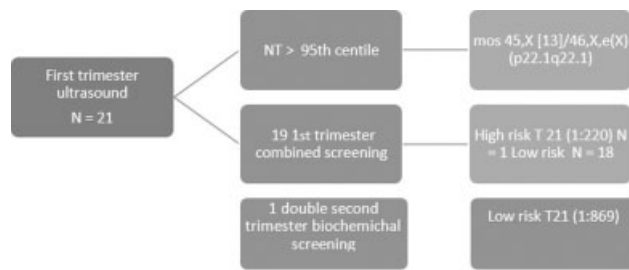 First trimester
ultrasound
N = 21
NT > 95th centile
mos 45,X [13]/46,X,e(X)
(p22.1q22.1)
19 1st trimester
combined screening
High risk T 21 (1:220) N
= 1 Low risk N = 18
1 double second
trimester biochemichal
screening
Low risk T21 (1:869)